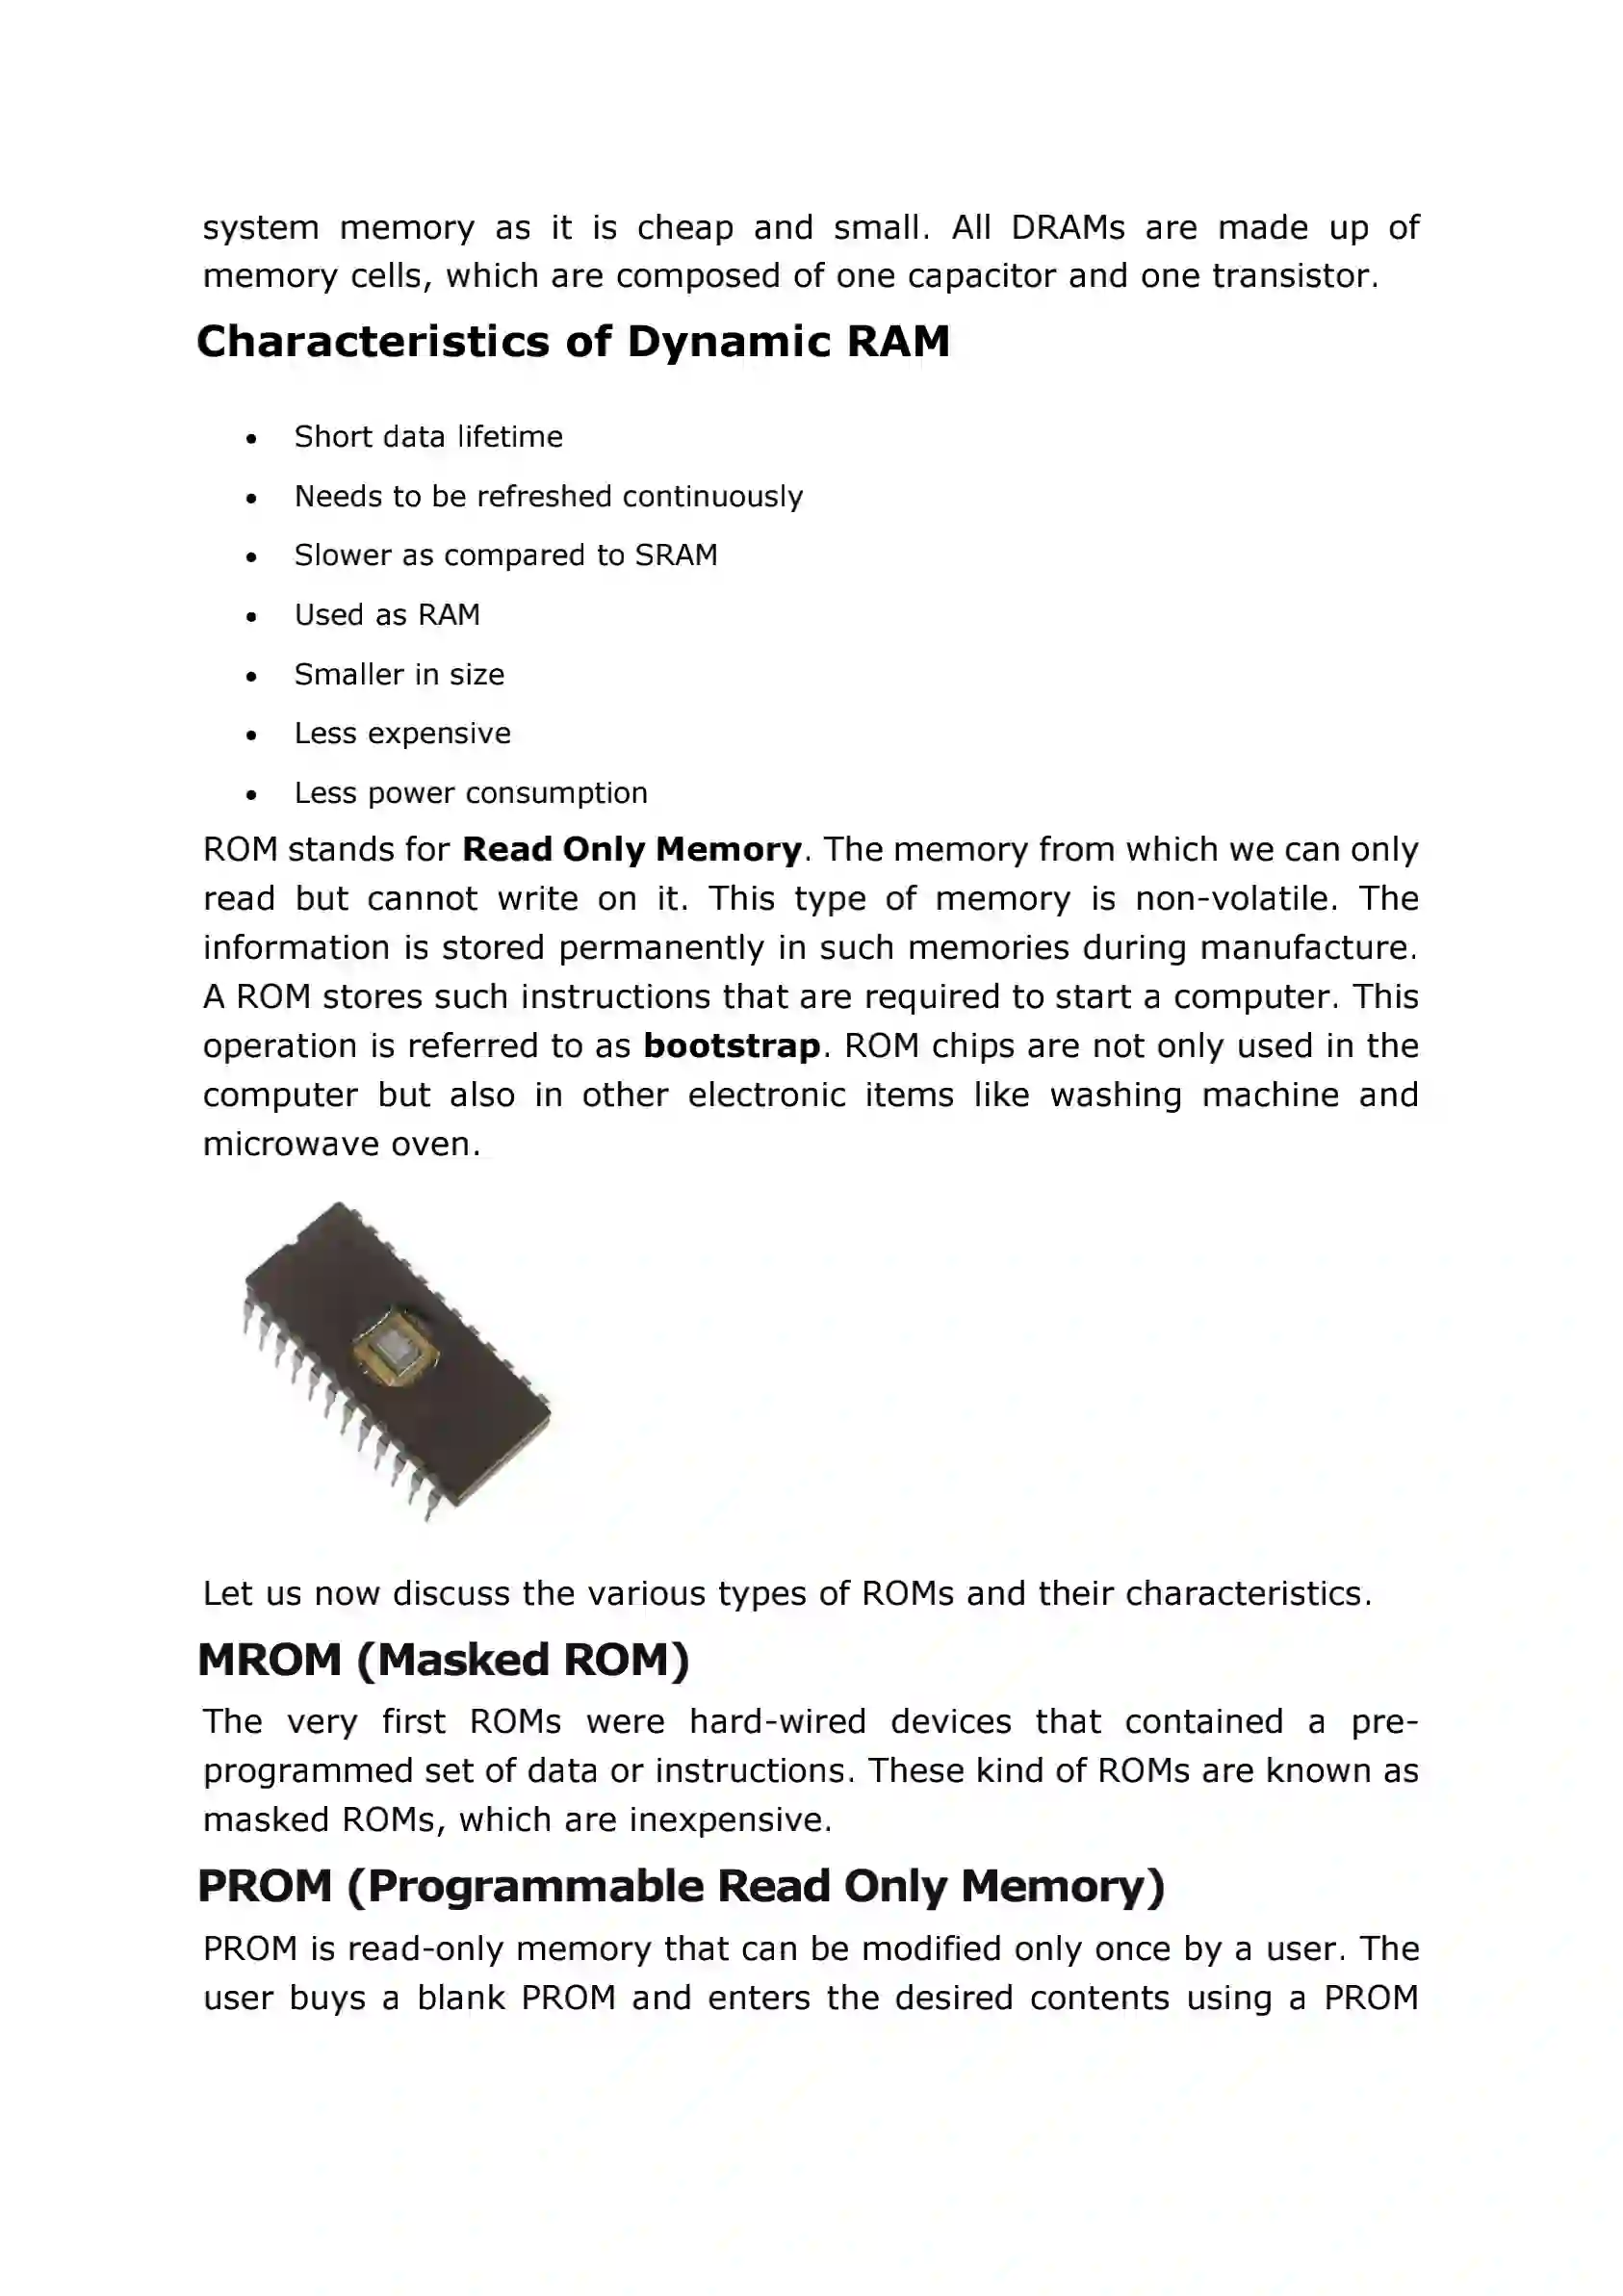 system memory as it is cheap and small. All DRAMs are made up of
memory cells, which are composed of one capacitor and one transistor.
Characteristics of Dynamic RAM
• Short data lifetime
• Needs to be refreshed continuously
• Slower as compared to SRAM
• Used as RAM
• Smaller in size
• Less expensive
• Less power consumption
ROM stands for Read Only Memory. The memory from which we can only
read but cannot write on it. This type of memory is non-volatile. The
information is stored permanently in such memories during manufacture.
A ROM stores such instructions that are required to start a computer. This
operation is referred to as bootstrap. ROM chips are not only used in the
computer but also in other electronic items like washing machine and
microwave oven.
Let us now discuss the various types of ROMs and their characteristics.
MROM (Masked ROM)
The very first ROMs were hard-wired devices that contained a pre-
programmed set of data or instructions. These kind of ROMs are known as
masked ROMs, which are inexpensive.
PROM (Programmable Read Only Memory)
PROM is read-only memory that can be modified only once by a user. The
user buys a blank PROM and enters the desired contents using a PROM